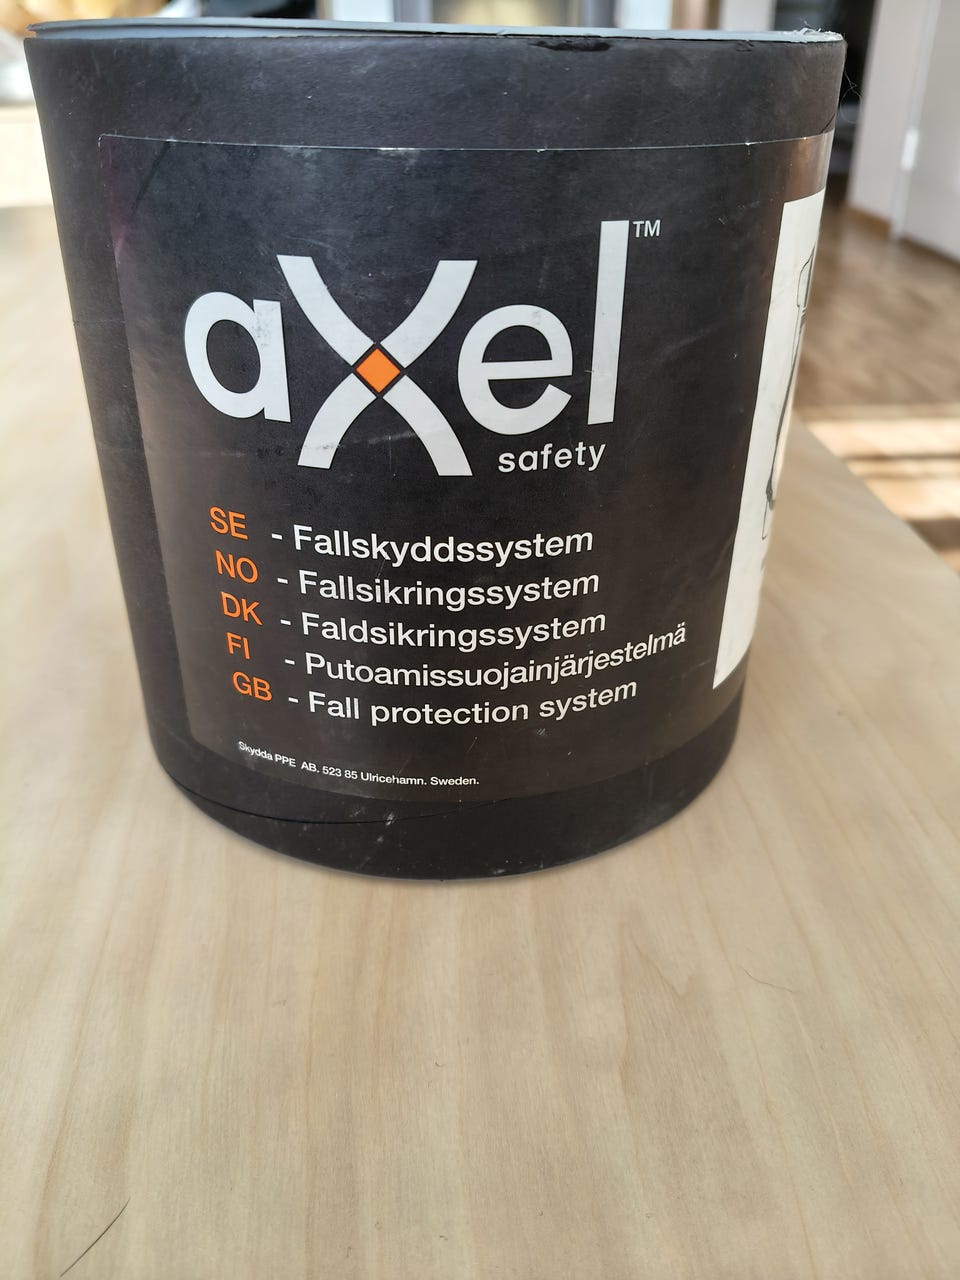 axel™
safety
SE - Fallskyddssystem
NO - Fallsikringssystem
DK - Faldsikringssystem
FI - Putoamissuojainjärjestelmä
GB - Fall protection system
Skydda PPE AB. 523 85 Ulricehamn. Sweden.